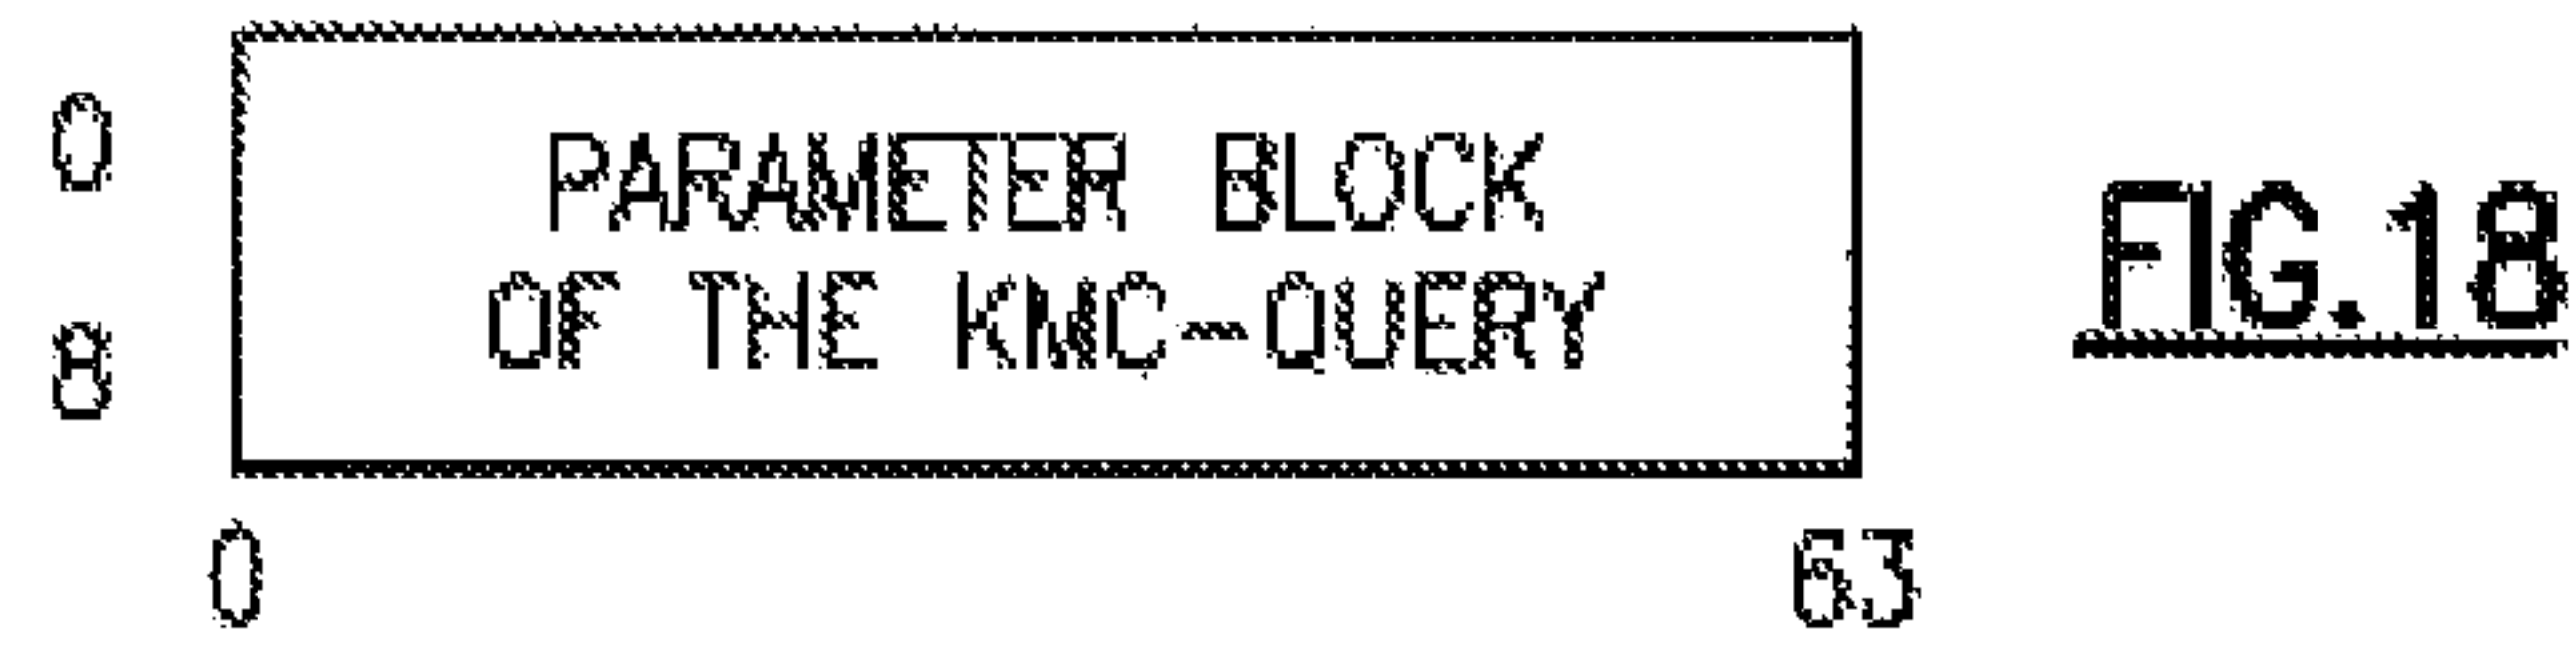 0
PARAMETER BLOCK
OF THE KMC-QUERY
8
0 63
FIG.18